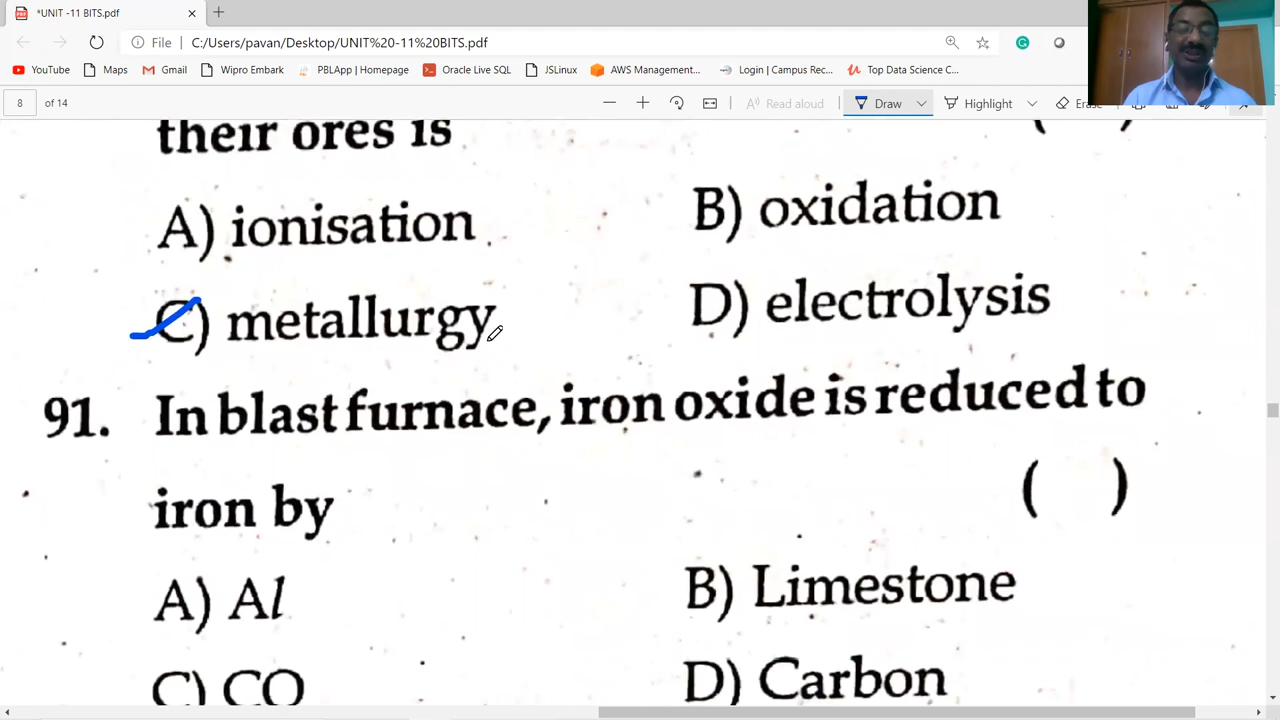 *UNIT -11 BITS.pdf
File C:/Users/pavan/Desktop/UNIT%20-11%20BITS.pdf
YouTube Maps Gmail Wipro Embark PBLApp | Homepage Oracle Live SQL JSLinux AWS Management... Login | Campus Rec... Top Data Science C...
8 of 14 Read aloud Draw Highlight Erase
their ores is ( )
A) ionisation B) oxidation
C) metallurgy D) electrolysis
91. In blast furnace, iron oxide is reduced to
iron by ( )
A) Al B) Limestone
C) CO D) Carbon